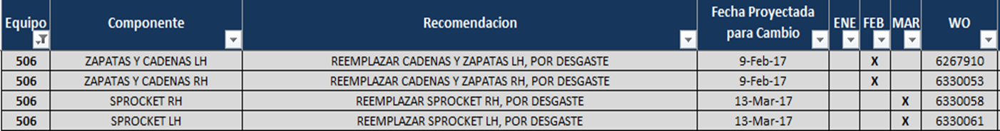 Equipo Componente Recomendacion Fecha Proyectada para Cambio ENE FEB MAR WO
506 ZAPATAS Y CADENAS LH REEMPLAZAR CADENAS Y ZAPATAS LH, POR DESGASTE 9-Feb-17 X 6267910
506 ZAPATAS Y CADENAS RH REEMPLAZAR CADENAS Y ZAPATAS RH, POR DESGASTE 9-Feb-17 X 6330053
506 SPROCKET RH REEMPLAZAR SPROCKET RH, POR DESGASTE 13-Mar-17 X 6330058
506 SPROCKET LH REEMPLAZAR SPROCKET LH, POR DESGASTE 13-Mar-17 X 6330061